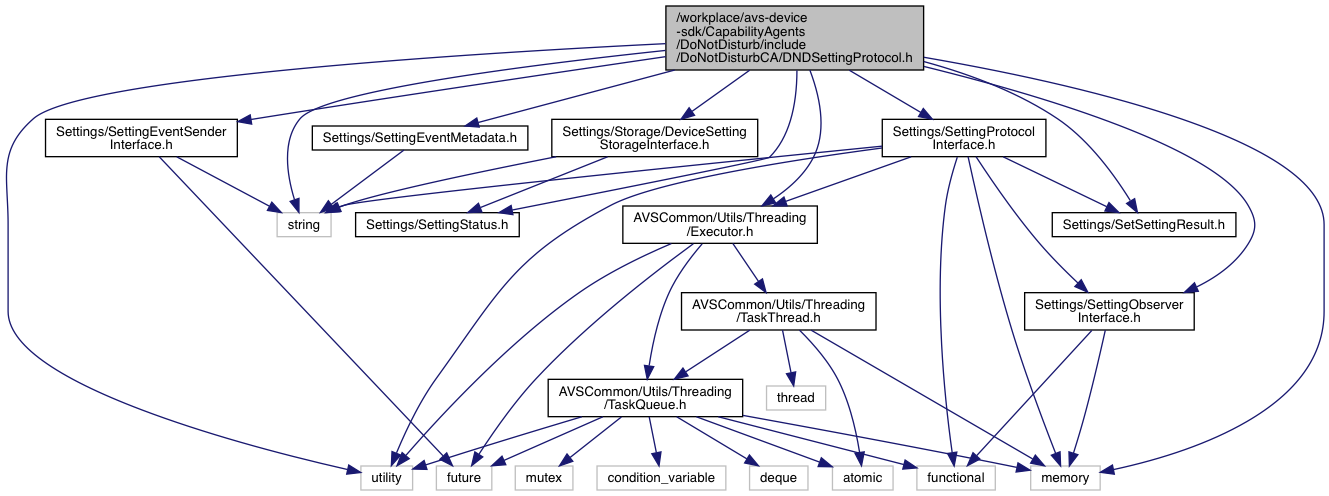 /workplace/avs-device
-sdk/CapabilityAgents
/DoNotDisturb/include
/DoNotDisturbCA/DNDSettingProtocol.h
Settings/SettingEventSender
Interface.h
Settings/SettingEventMetadata.h
Settings/Storage/DeviceSetting
StorageInterface.h
Settings/SettingProtocol
Interface.h
string
Settings/SettingStatus.h
AVSCommon/Utils/Threading
/Executor.h
Settings/SetSettingResult.h
AVSCommon/Utils/Threading
/TaskThread.h
Settings/SettingObserver
Interface.h
AVSCommon/Utils/Threading
/TaskQueue.h
thread
utility
future
mutex
condition_variable
deque
atomic
functional
memory